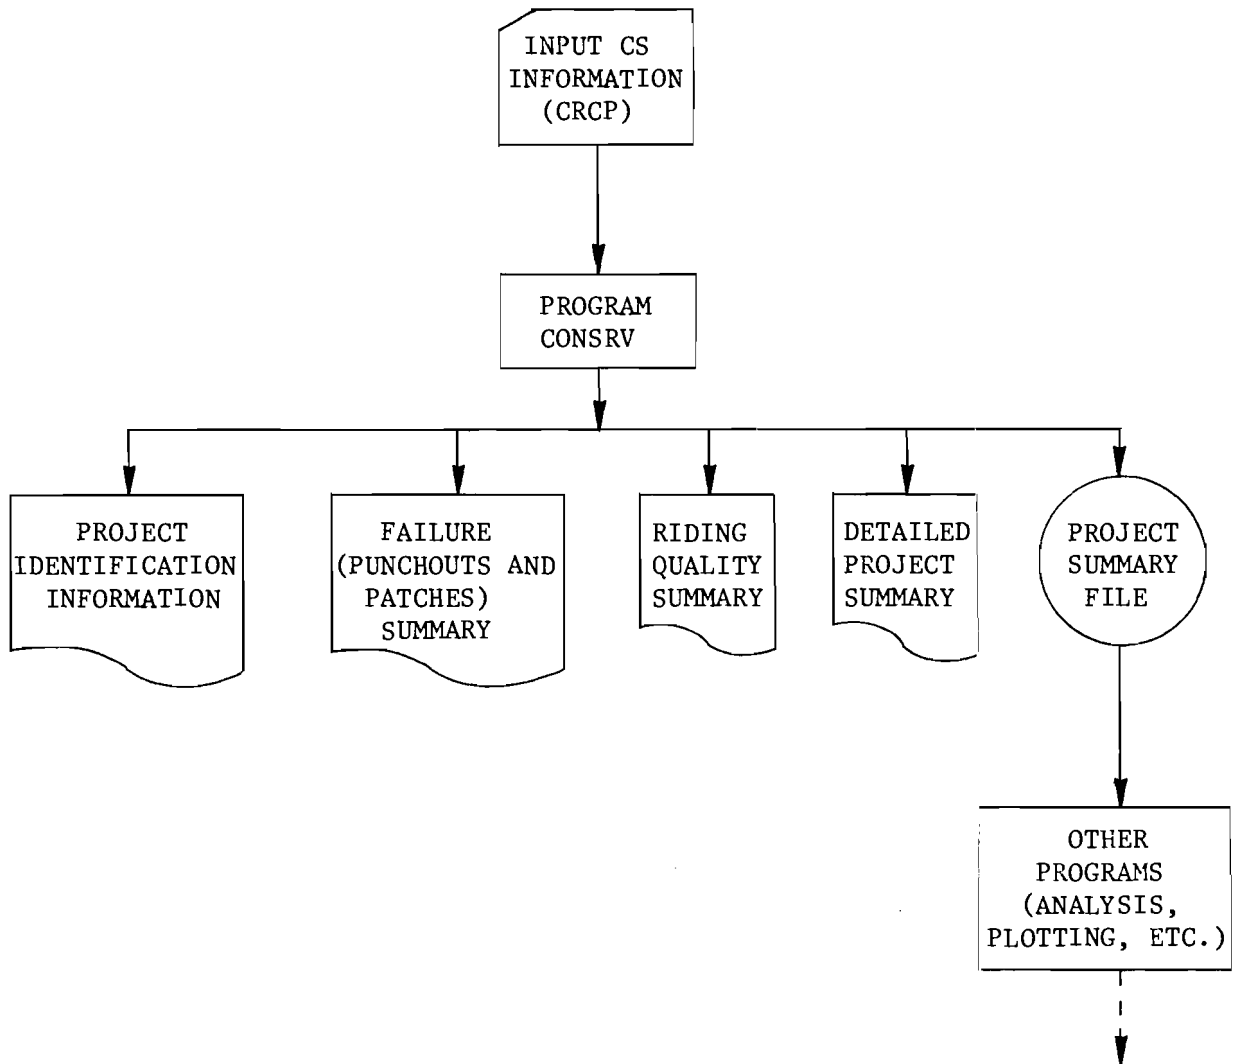 INPUT CS
INFORMATION
(CRCP)
PROGRAM
CONSRV
PROJECT
IDENTIFICATION
INFORMATION
FAILURE
(PUNCHOUTS AND
PATCHES)
SUMMARY
RIDING
QUALITY
SUMMARY
DETAILED
PROJECT
SUMMARY
PROJECT
SUMMARY
FILE
OTHER
PROGRAMS
(ANALYSIS,
PLOTTING, ETC.)